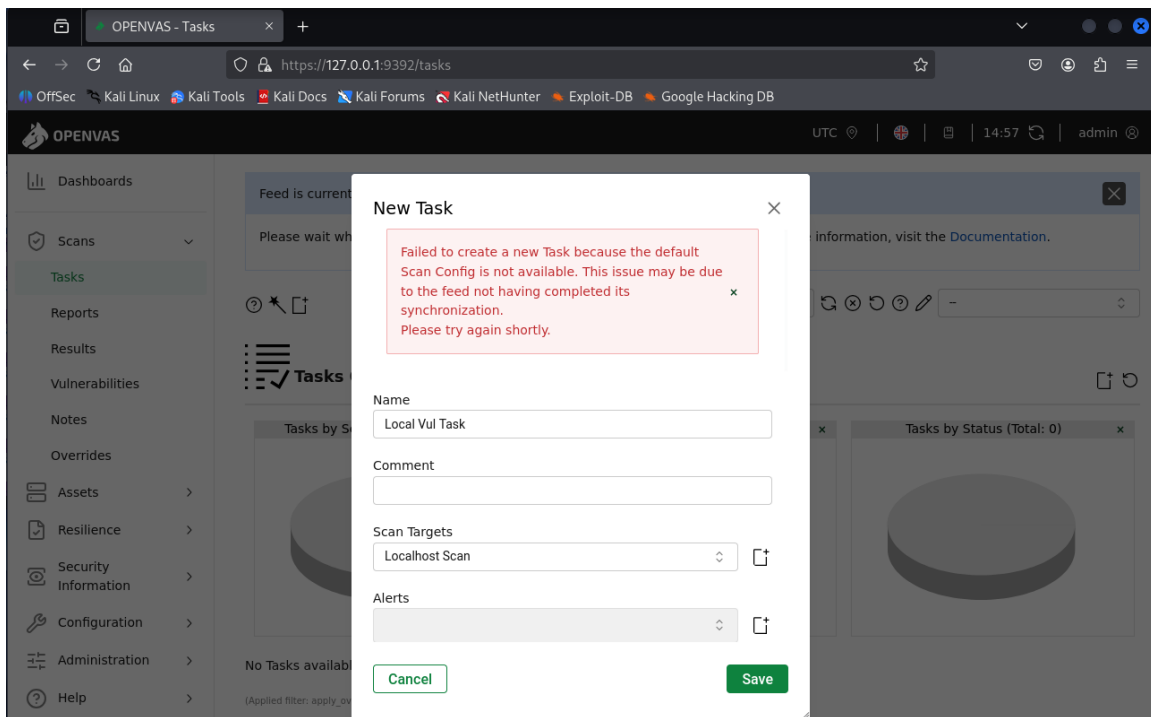 OPENVAS - Tasks
https://127.0.0.1:9392/tasks
OffSec Kali Linux Kali Tools Kali Docs Kali Forums Kali NetHunter Exploit-DB Google Hacking DB
OPENVAS
UTC
14:57
admin
Dashboards
Scans
Tasks
Reports
Results
Vulnerabilities
Notes
Overrides
Assets
Resilience
Security
Information
Configuration
Administration
Help
Feed is current
Please wait wh
information, visit the Documentation.
--
Tasks
Tasks by S
Tasks by Status (Total: 0)
No Tasks availabl
(Applied filter: apply_ov
New Task
Failed to create a new Task because the default
Scan Config is not available. This issue may be due
to the feed not having completed its
synchronization.
Please try again shortly.
Name
Local Vul Task
Comment
Scan Targets
Localhost Scan
Alerts
Cancel
Save